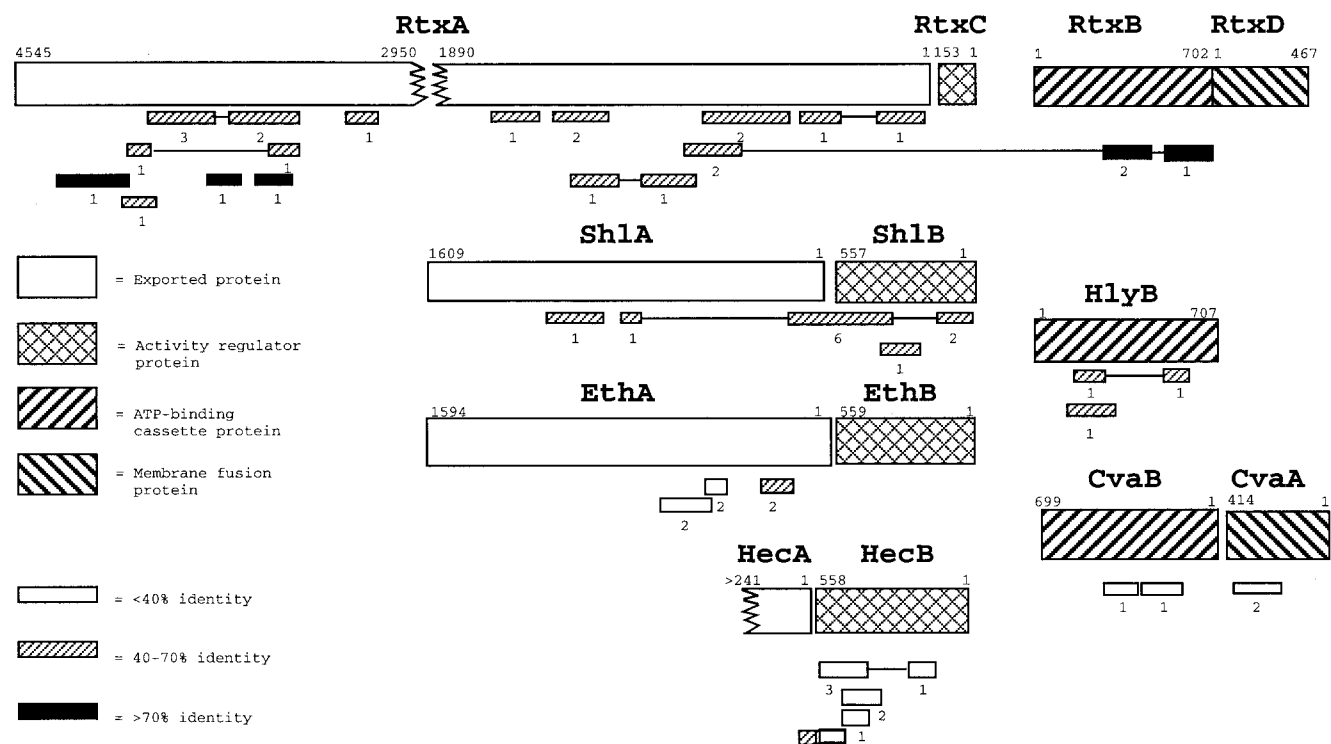 RtxA RtxC RtxB RtxD
4545 2950 1890 1 153 1 1 702 1 467
3 2 1 1 2 2 1 1
1 1 2 2 1
1 1 1 1 1
1
ShlA ShlB
1609 1 557 1
= Exported protein
HlyB
1 707
1 1 6 2
1
= Activity regulator
protein
1 1
1
EthA EthB
1594 1 559 1
= ATP-binding
cassette protein
= Membrane fusion
protein
CvaB CvaA
699 1 414 1
2 2
2
HecA HecB
>241 1 558 1
= <40% identity
1 1 2
= 40-70% identity
3 1
2
= >70% identity
1